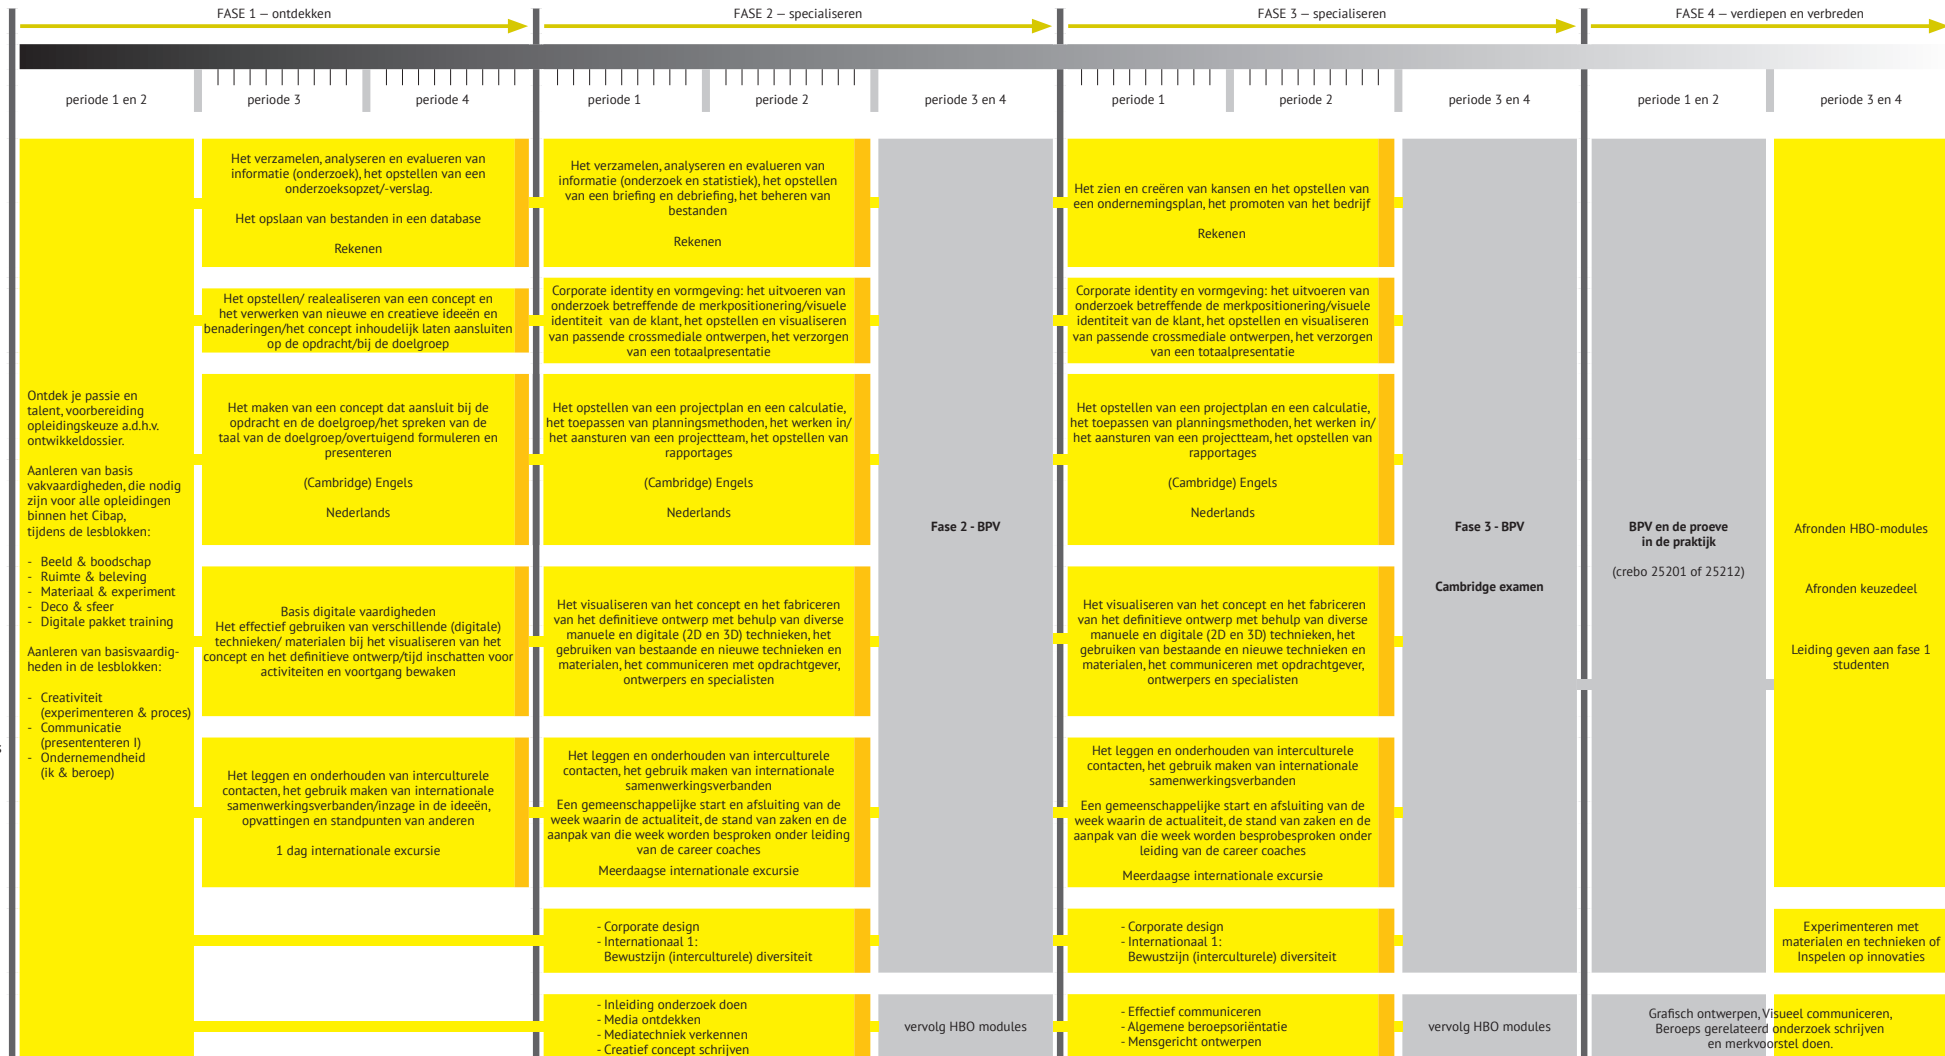 FASE 1 — ontdekken
FASE 2 — specialiseren
FASE 3 — specialiseren
FASE 4 — verdiepen en verbreden
periode 1 en 2
periode 3
periode 4
periode 1
periode 2
periode 3 en 4
periode 1
periode 2
periode 3 en 4
periode 1 en 2
periode 3 en 4
Ontdek je passie en
talent, voorbereiding
opleidingskeuze a.d.h.v.
ontwikkeldossier.
Aanleren van basis
vakvaardigheden, die nodig
zijn voor alle opleidingen
binnen het Cibap,
tijdens de lesblokken:
- Beeld & boodschap
- Ruimte & beleving
- Materiaal & experiment
- Deco & sfeer
- Digitale pakket training
Aanleren van basisvaardig-
heden in de lesblokken:
- Creativiteit
(experimenteren & proces)
- Communicatie
(presententeren I)
- Ondernemendheid
(ik & beroep)
Het verzamelen, analyseren en evalueren van
informatie (onderzoek), het opstellen van een
onderzoeksopzet/-verslag.
Het opslaan van bestanden in een database
Rekenen
Het opstellen/ realealiseren van een concept en
het verwerken van nieuwe en creatieve ideeën en
benaderingen/het concept inhoudelijk laten aansluiten
op de opdracht/bij de doelgroep
Het maken van een concept dat aansluit bij de
opdracht en de doelgroep/het spreken van de
taal van de doelgroep/overtuigend formuleren en
presenteren
(Cambridge) Engels
Nederlands
Basis digitale vaardigheden
Het effectief gebruiken van verschillende (digitale)
technieken/ materialen bij het visualiseren van het
concept en het definitieve ontwerp/tijd inschatten voor
activiteiten en voortgang bewaken
Het leggen en onderhouden van interculturele
contacten, het gebruik maken van internationale
samenwerkingsverbanden/inzage in de ideeën,
opvattingen en standpunten van anderen
1 dag internationale excursie
Het verzamelen, analyseren en evalueren van
informatie (onderzoek en statistiek), het opstellen
van een briefing en debriefing, het beheren van
bestanden
Rekenen
Corporate identity en vormgeving: het uitvoeren van
onderzoek betreffende de merkpositionering/visuele
identiteit van de klant, het opstellen en visualiseren
van passende crossmediale ontwerpen, het verzorgen
van een totaalpresentatie
Het opstellen van een projectplan en een calculatie,
het toepassen van planningsmethoden, het werken in/
het aansturen van een projectteam, het opstellen van
rapportages
(Cambridge) Engels
Nederlands
Het visualiseren van het concept en het fabriceren
van het definitieve ontwerp met behulp van diverse
manuele en digitale (2D en 3D) technieken, het
gebruiken van bestaande en nieuwe technieken en
materialen, het communiceren met opdrachtgever,
ontwerpers en specialisten
Het leggen en onderhouden van interculturele
contacten, het gebruik maken van internationale
samenwerkingsverbanden
Een gemeenschappelijke start en afsluiting van de
week waarin de actualiteit, de stand van zaken en de
aanpak van die week worden besproken onder leiding
van de career coaches
Meerdaagse internationale excursie
- Corporate design
- Internationaal 1:
Bewustzijn (interculturele) diversiteit
- Inleiding onderzoek doen
- Media ontdekken
- Mediatechniek verkennen
- Creatief concept schrijven
Fase 2 - BPV
vervolg HBO modules
Het zien en creëren van kansen en het opstellen van
een ondernemingsplan, het promoten van het bedrijf
Rekenen
Corporate identity en vormgeving: het uitvoeren van
onderzoek betreffende de merkpositionering/visuele
identiteit van de klant, het opstellen en visualiseren
van passende crossmediale ontwerpen, het verzorgen
van een totaalpresentatie
Het opstellen van een projectplan en een calculatie,
het toepassen van planningsmethoden, het werken in/
het aansturen van een projectteam, het opstellen van
rapportages
(Cambridge) Engels
Nederlands
Het visualiseren van het concept en het fabriceren
van het definitieve ontwerp met behulp van diverse
manuele en digitale (2D en 3D) technieken, het
gebruiken van bestaande en nieuwe technieken en
materialen, het communiceren met opdrachtgever,
ontwerpers en specialisten
Het leggen en onderhouden van interculturele
contacten, het gebruik maken van internationale
samenwerkingsverbanden
Een gemeenschappelijke start en afsluiting van de
week waarin de actualiteit, de stand van zaken en de
aanpak van die week worden besprobesproken onder
leiding van de career coaches
Meerdaagse internationale excursie
- Corporate design
- Internationaal 1:
Bewustzijn (interculturele) diversiteit
- Effectief communiceren
- Algemene beroepsoriëntatie
- Mensgericht ontwerpen
Fase 3 - BPV
Cambridge examen
vervolg HBO modules
BPV en de proeve
in de praktijk
(crebo 25201 of 25212)
Afronden HBO-modules
Afronden keuzedeel
Leiding geven aan fase 1
studenten
Experimenteren met
materialen en technieken of
Inspelen op innovaties
Grafisch ontwerpen, Visueel communiceren,
Beroeps gerelateerd onderzoek schrijven
en merkvoorstel doen.